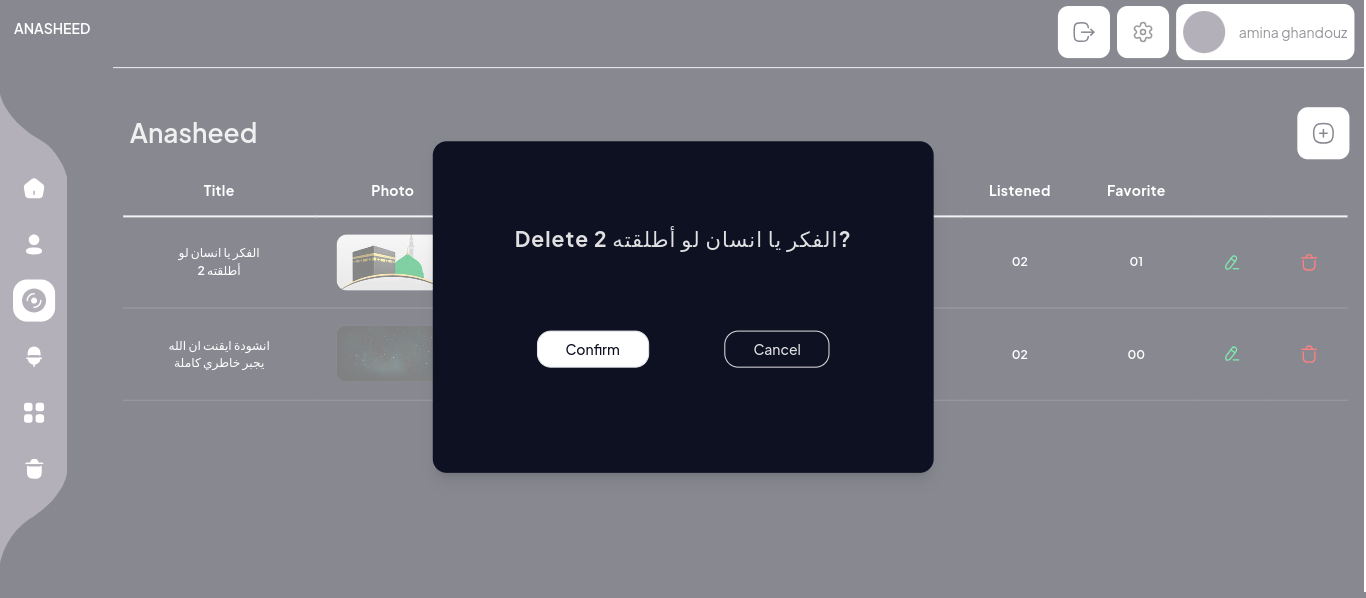 ANASHEED
amina ghandouz
Anasheed
Title Photo Listened Favorite
الفكر يا انسان لو
أطلقته 2
02 01
انشودة ايقنت ان الله
يجبر خاطري كاملة
02 00
Delete الفكر يا انسان لو أطلقته 2?
Confirm Cancel